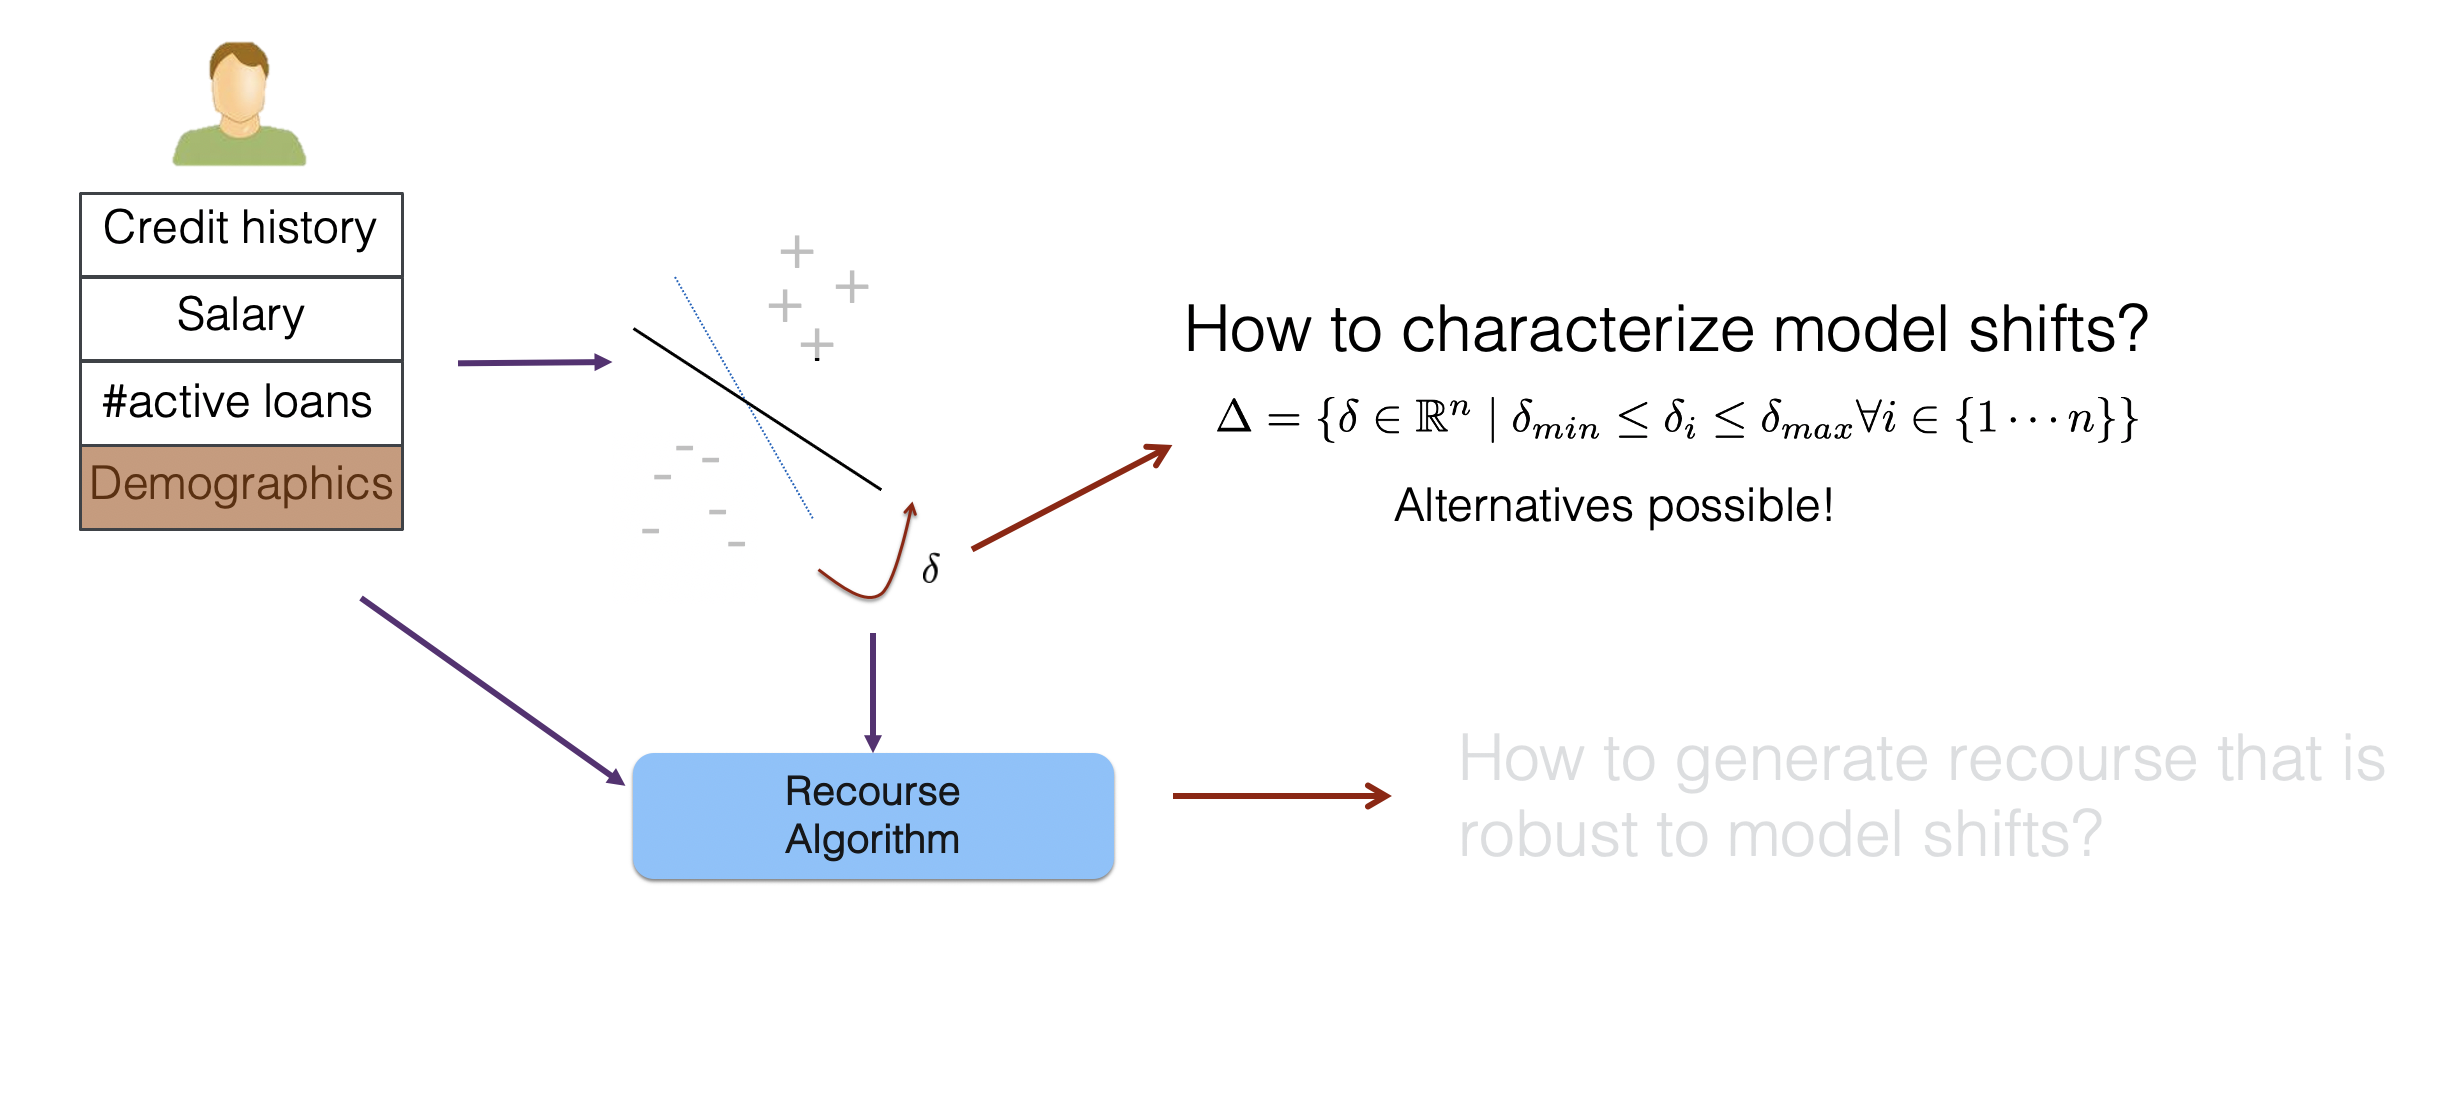 Credit history
Salary
#active loans
Demographics
+
+
+
+
-
-
-
-
-
-
δ
How to characterize model shifts?
Δ = {δ ∈ ℝⁿ | δ_min ≤ δ_i ≤ δ_max ∀i ∈ {1 ··· n}}
Alternatives possible!
Recourse
Algorithm
How to generate recourse that is
robust to model shifts?